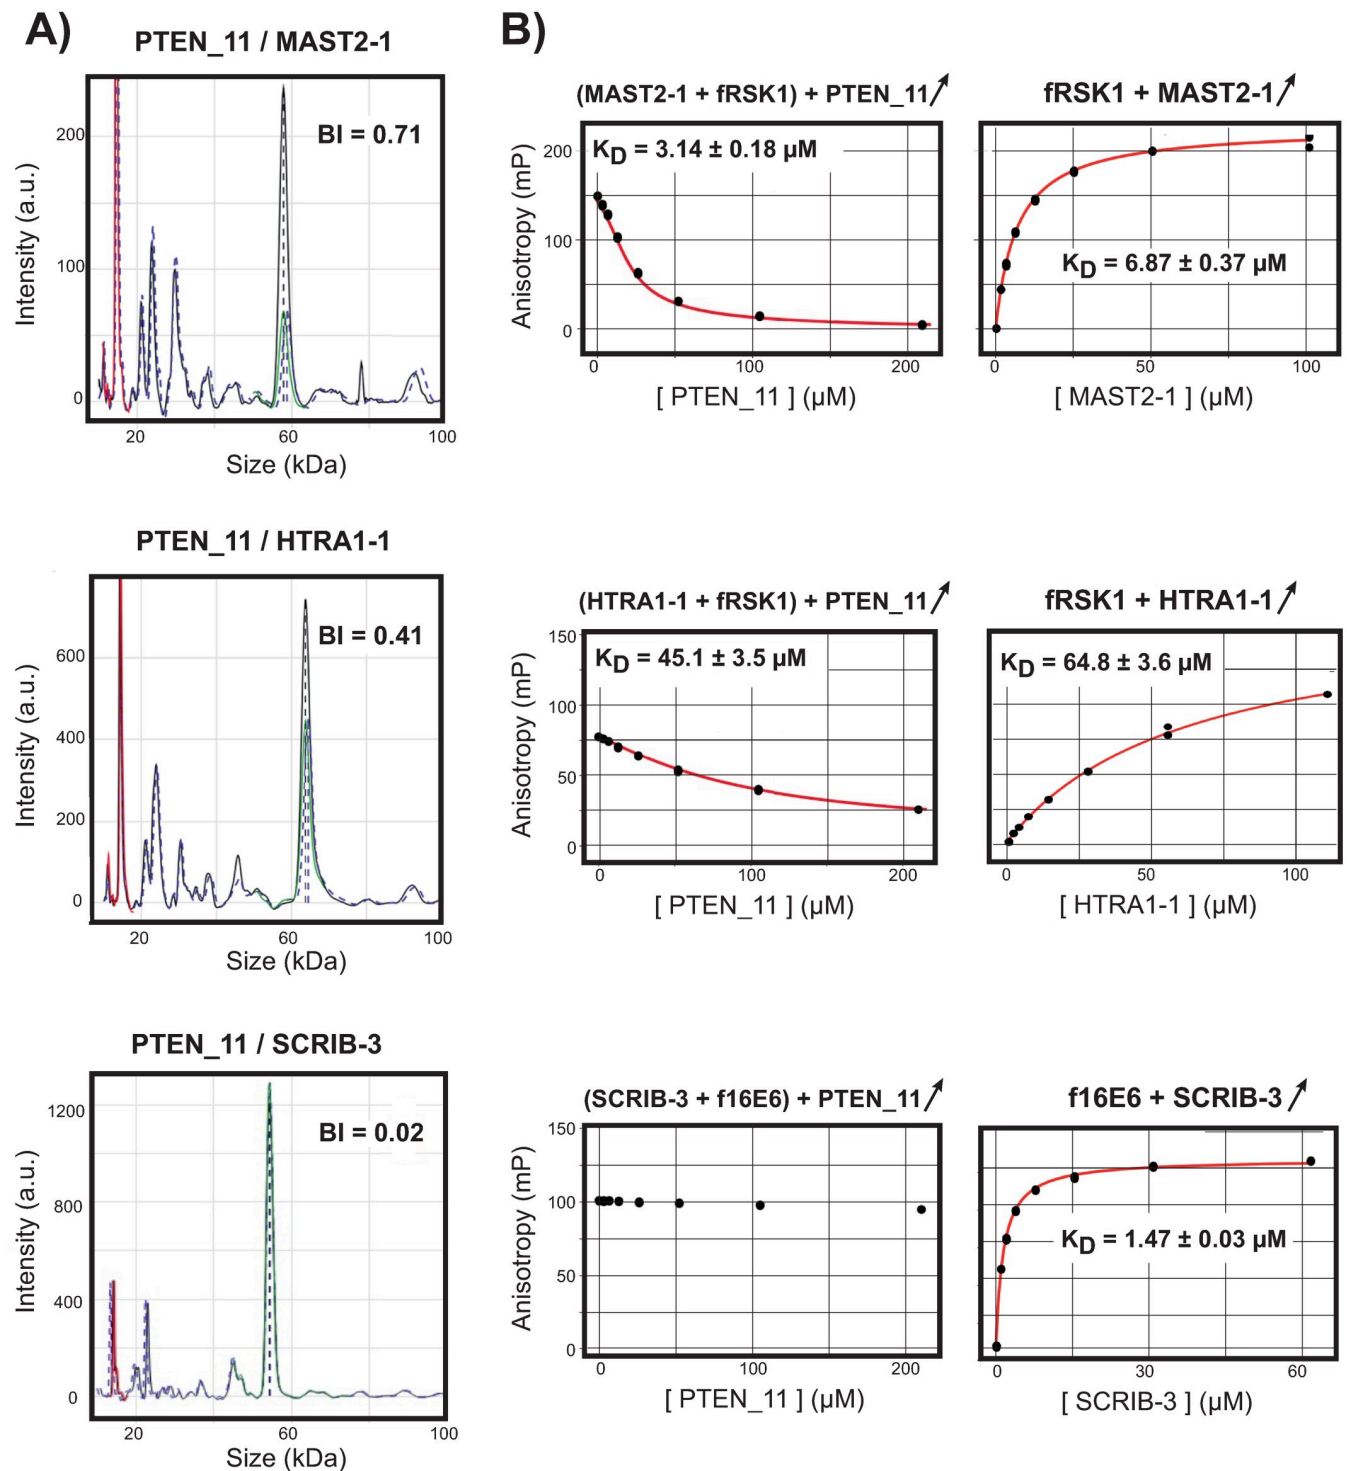 A)
PTEN_11 / MAST2-1
BI = 0.71
Intensity (a.u.)
200
100
0
20 60 100
Size (kDa)
PTEN_11 / HTRA1-1
BI = 0.41
Intensity (a.u.)
600
400
200
0
20 60 100
Size (kDa)
PTEN_11 / SCRIB-3
BI = 0.02
Intensity (a.u.)
1200
800
400
0
20 60 100
Size (kDa)
B)
(MAST2-1 + fRSK1) + PTEN_11
KD = 3.14 ± 0.18 µM
Anisotropy (mP)
200
100
0
0 100 200
[ PTEN_11 ] (µM)
fRSK1 + MAST2-1
KD = 6.87 ± 0.37 µM
0 50 100
[ MAST2-1 ] (µM)
(HTRA1-1 + fRSK1) + PTEN_11
KD = 45.1 ± 3.5 µM
Anisotropy (mP)
150
100
50
0
0 100 200
[ PTEN_11 ] (µM)
fRSK1 + HTRA1-1
KD = 64.8 ± 3.6 µM
0 50 100
[ HTRA1-1 ] (µM)
(SCRIB-3 + f16E6) + PTEN_11
Anisotropy (mP)
150
100
50
0
0 100 200
[ PTEN_11 ] (µM)
f16E6 + SCRIB-3
KD = 1.47 ± 0.03 µM
0 30 60
[ SCRIB-3 ] (µM)